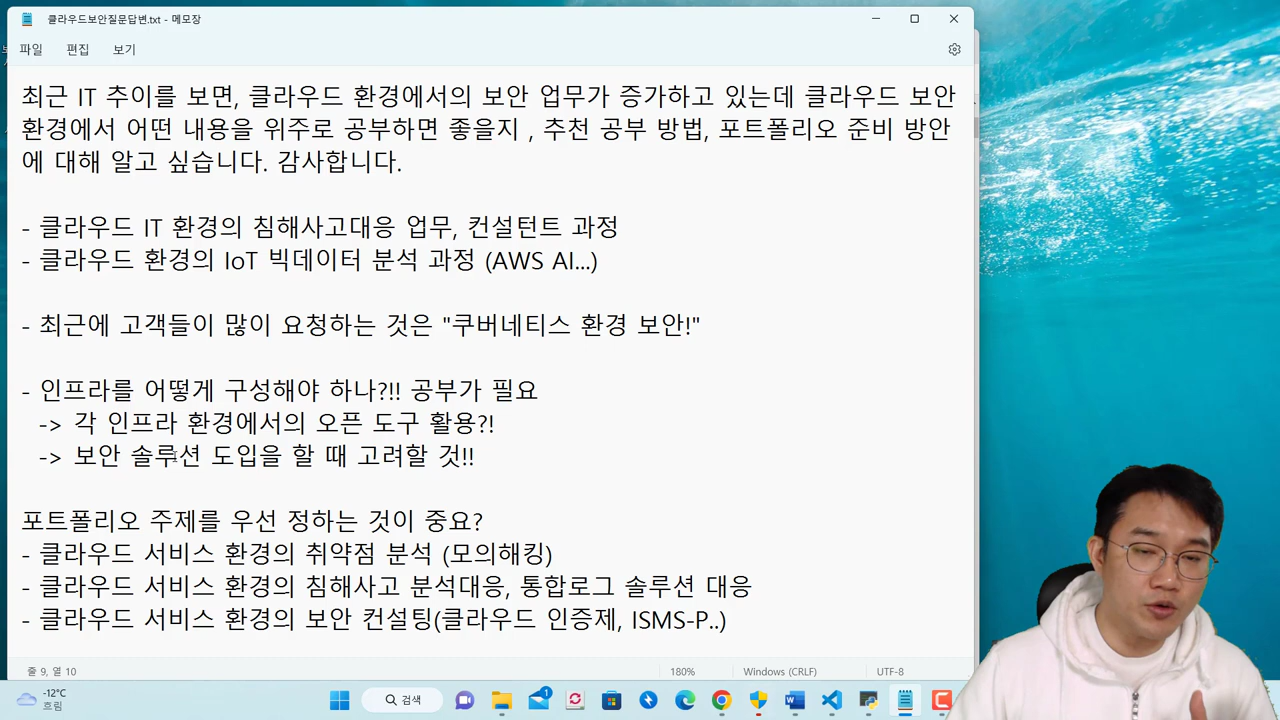 클라우드보안질문답변.txt - 메모장
파일 편집 보기
최근 IT 추이를 보면, 클라우드 환경에서의 보안 업무가 증가하고 있는데 클라우드 보안
환경에서 어떤 내용을 위주로 공부하면 좋을지 , 추천 공부 방법, 포트폴리오 준비 방안
에 대해 알고 싶습니다. 감사합니다.
- 클라우드 IT 환경의 침해사고대응 업무, 컨설턴트 과정
- 클라우드 환경의 IoT 빅데이터 분석 과정 (AWS AI...)
- 최근에 고객들이 많이 요청하는 것은 "쿠버네티스 환경 보안!"
- 인프라를 어떻게 구성해야 하나?!! 공부가 필요
-> 각 인프라 환경에서의 오픈 도구 활용?!
-> 보안 솔루션 도입을 할 때 고려할 것!!
포트폴리오 주제를 우선 정하는 것이 중요?
- 클라우드 서비스 환경의 취약점 분석 (모의해킹)
- 클라우드 서비스 환경의 침해사고 분석대응, 통합로그 솔루션 대응
- 클라우드 서비스 환경의 보안 컨설팅(클라우드 인증제, ISMS-P..)
줄 9, 열 10 180% Windows (CRLF) UTF-8
-12°C
흐림
검색
1